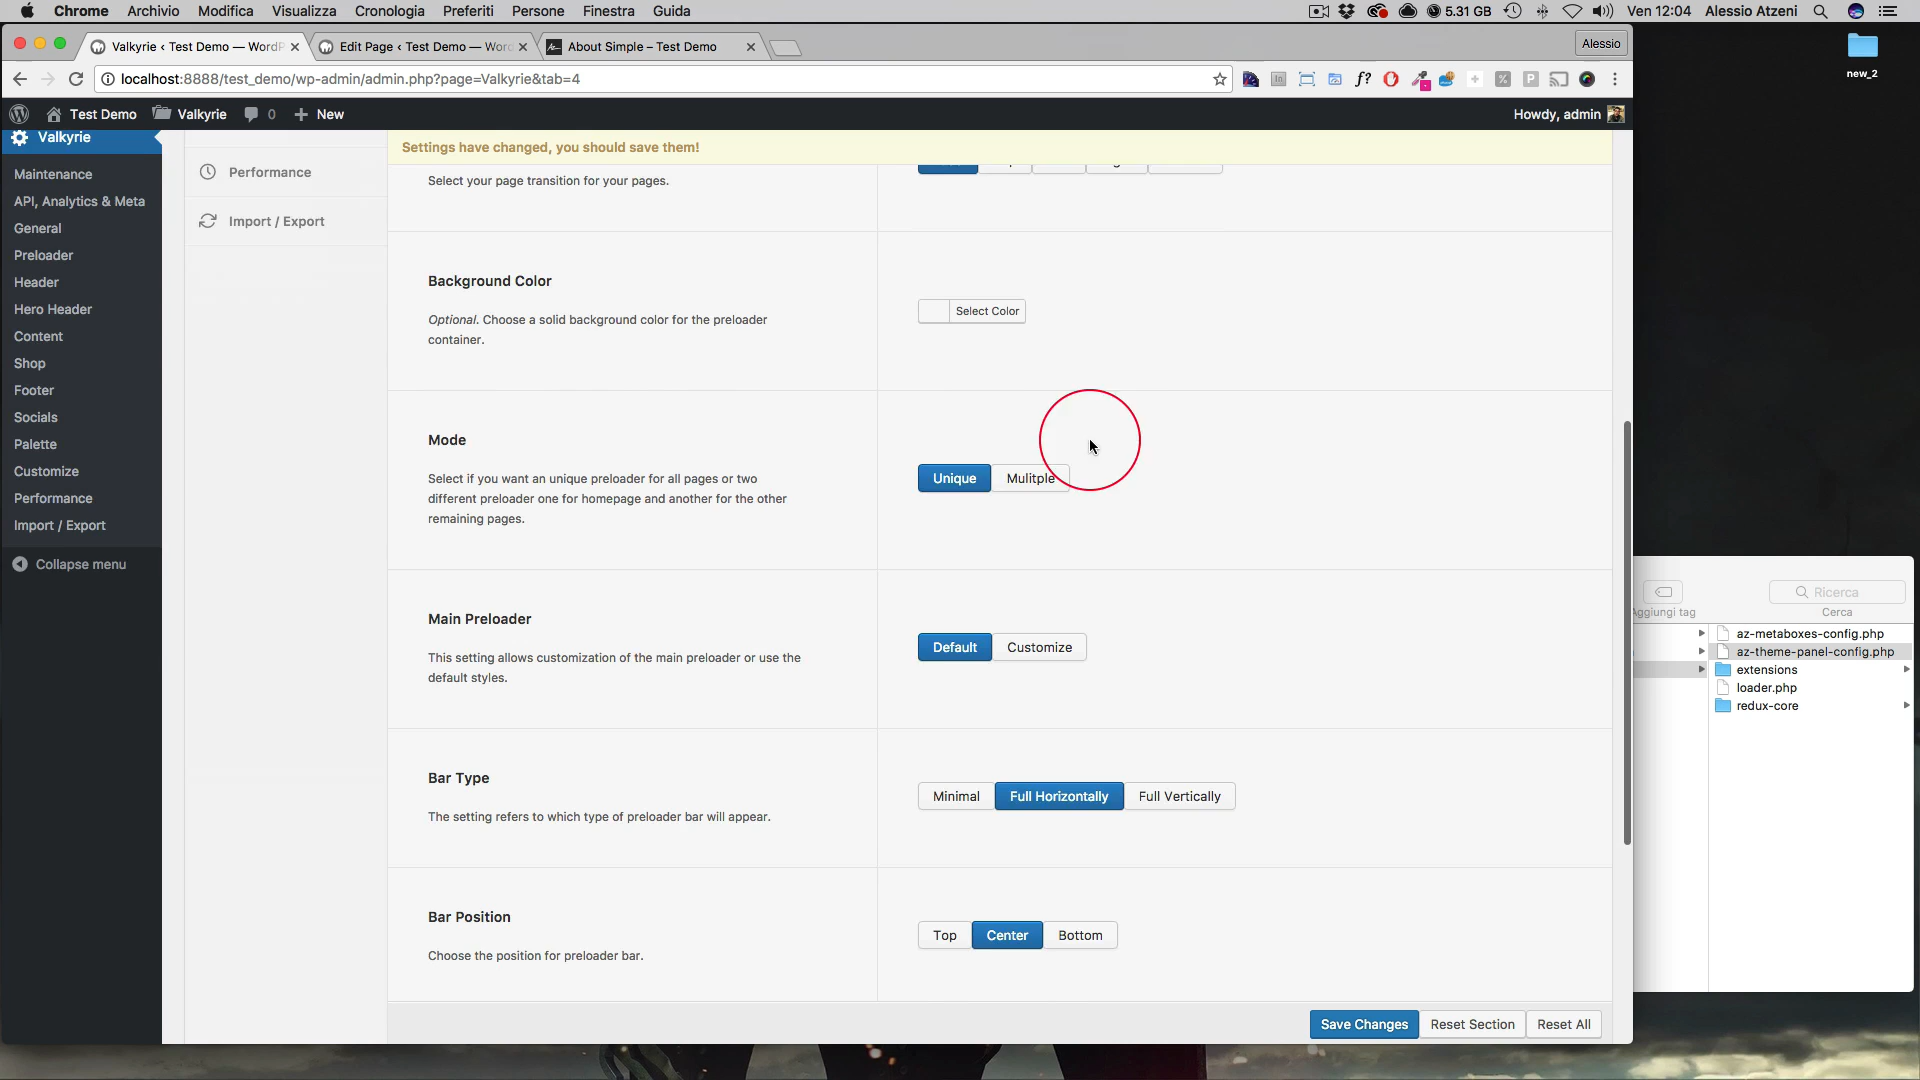 Chrome Archivio Modifica Visualizza Cronologia Preferiti Persone Finestra Guida 5.31 GB Ven 12:04 Alessio Atzeni
Valkyrie ‹ Test Demo — WordP Edit Page ‹ Test Demo — Wor About Simple – Test Demo Alessio
localhost:8888/test_demo/wp-admin/admin.php?page=Valkyrie&tab=4
new_2
Test Demo Valkyrie 0 New Howdy, admin
Valkyrie
Maintenance
API, Analytics & Meta
General
Preloader
Header
Hero Header
Content
Shop
Footer
Socials
Palette
Customize
Performance
Import / Export
Collapse menu
Performance
Import / Export
Settings have changed, you should save them!
Select your page transition for your pages.
Background Color
Optional. Choose a solid background color for the preloader
container.
Select Color
Mode
Select if you want an unique preloader for all pages or two
different preloader one for homepage and another for the other
remaining pages.
Unique Mulitple
Main Preloader
This setting allows customization of the main preloader or use the
default styles.
Default Customize
Bar Type
The setting refers to which type of preloader bar will appear.
Minimal Full Horizontally Full Vertically
Bar Position
Choose the position for preloader bar.
Top Center Bottom
Save Changes Reset Section Reset All
Ricerca
Aggiungi tag Cerca
az-metaboxes-config.php
az-theme-panel-config.php
extensions
loader.php
redux-core